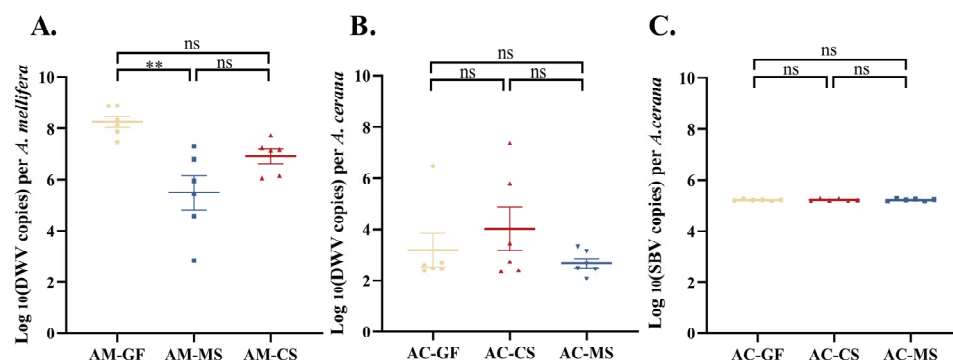 A.
ns
**
ns
Log 10(DWV copies) per A. mellifera
10
8
6
4
2
0
AM-GF
AM-MS
AM-CS
B.
ns
ns
ns
Log 10(DWV copies) per A. cerana
10
8
6
4
2
0
AC-GF
AC-CS
AC-MS
C.
ns
ns
ns
Log 10(SBV copies) per A.cerana
10
8
6
4
2
0
AC-GF
AC-CS
AC-MS